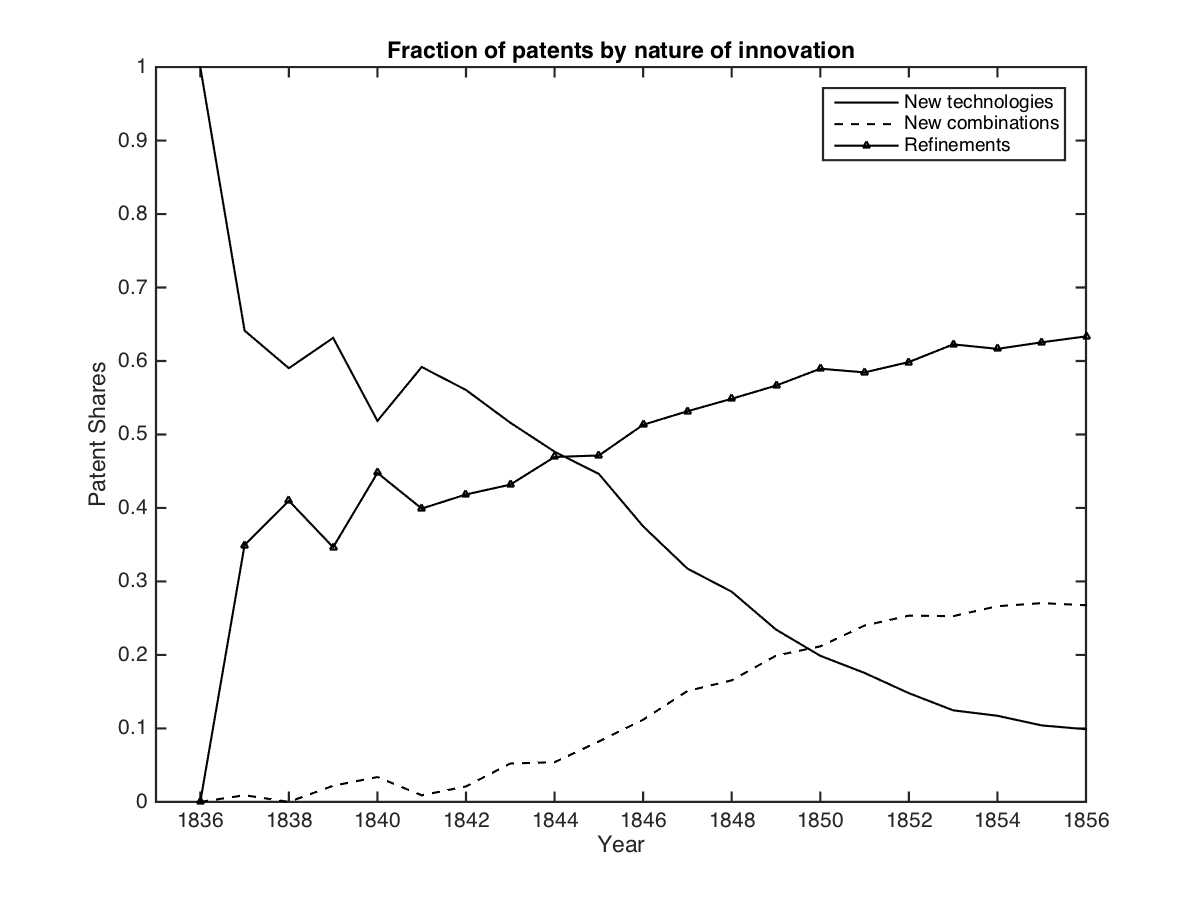 Fraction of patents by nature of innovation
New technologies
New combinations
Refinements
1
0.9
0.8
0.7
0.6
0.5
0.4
0.3
0.2
0.1
0
Patent Shares
1836 1838 1840 1842 1844 1846 1848 1850 1852 1854 1856
Year